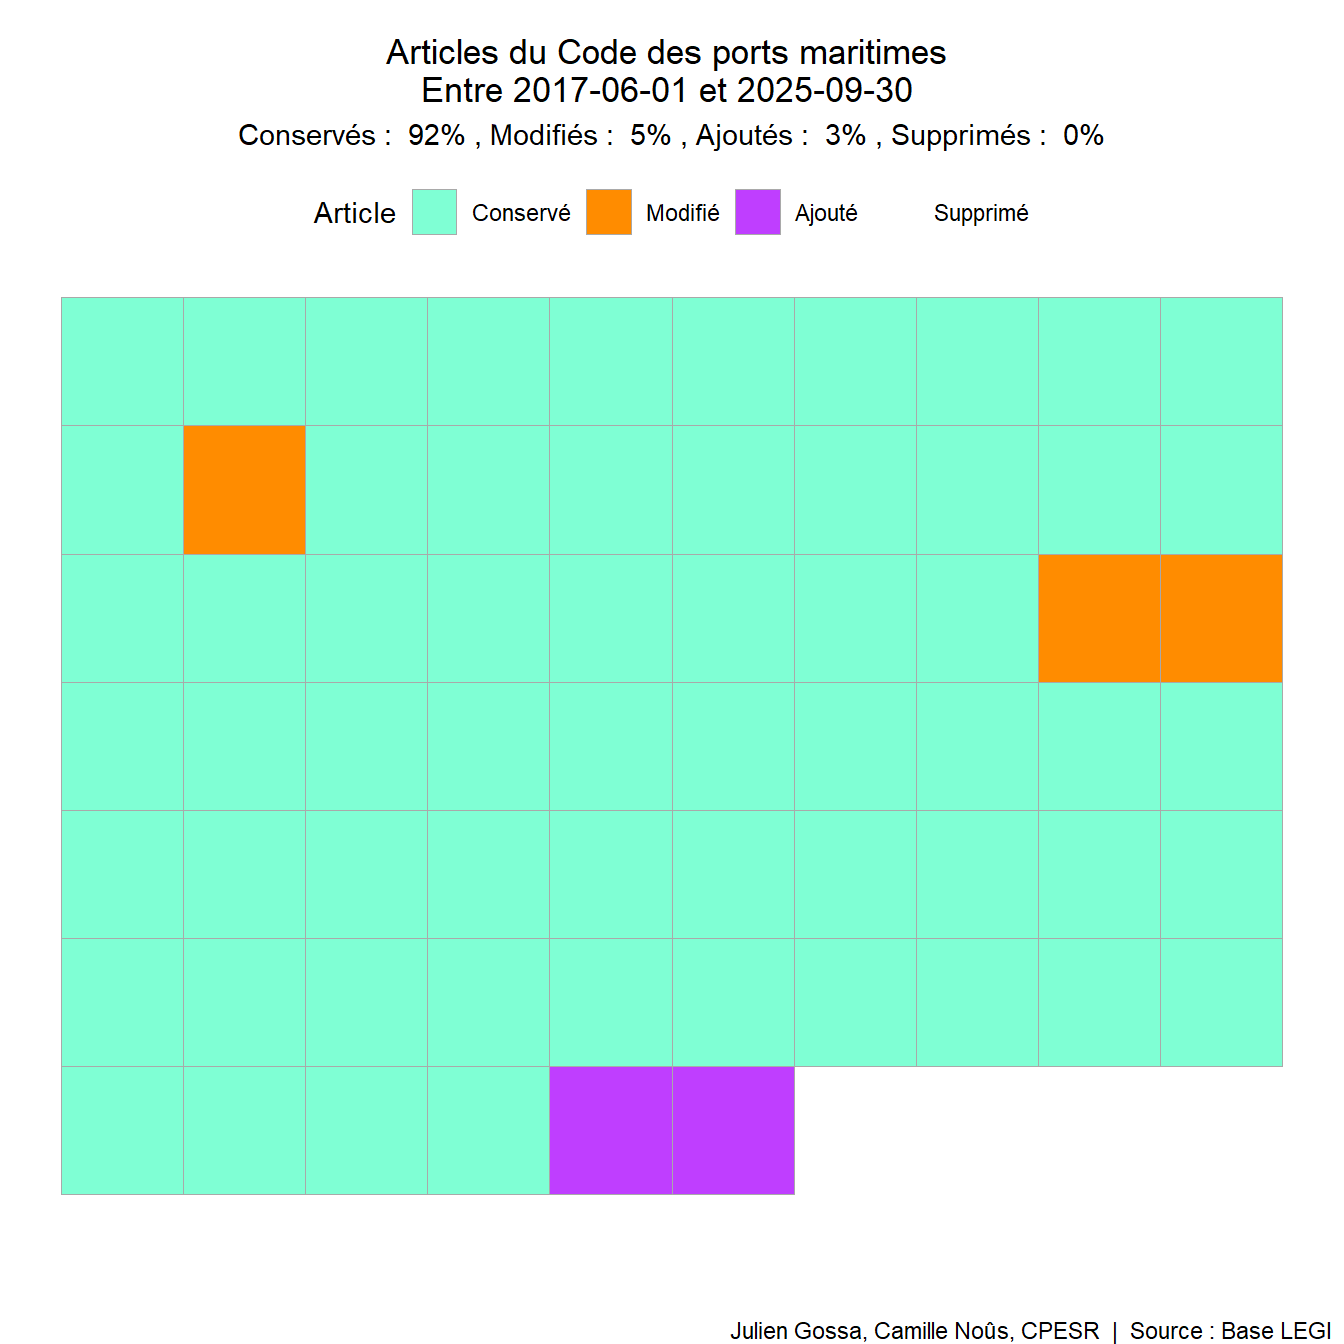 Articles du Code des ports maritimes
Entre 2017-06-01 et 2025-09-30
Conservés :  92% , Modifiés :  5% , Ajoutés :  3% , Supprimés :  0%
Article Conservé Modifié Ajouté Supprimé
Julien Gossa, Camille Noûs, CPESR | Source : Base LEGI